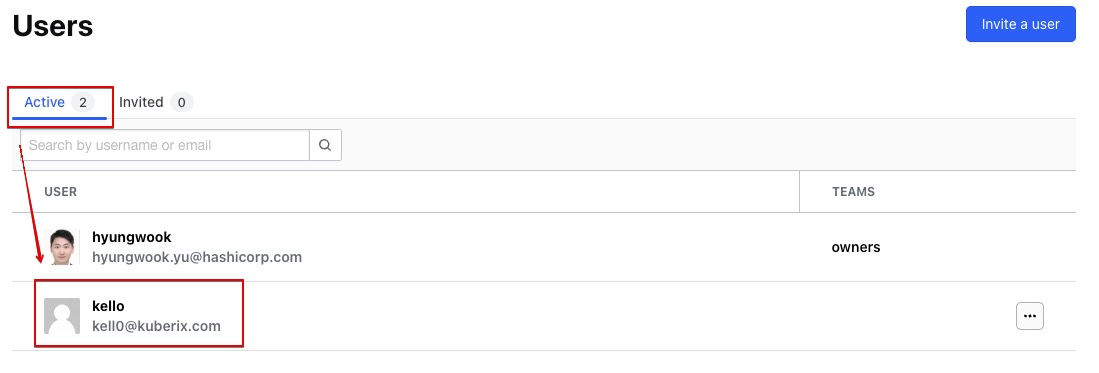 Users
Invite a user
Active 2 Invited 0
Search by username or email
USER TEAMS
hyungwook
hyungwook.yu@hashicorp.com
owners
kello
kell0@kuberix.com